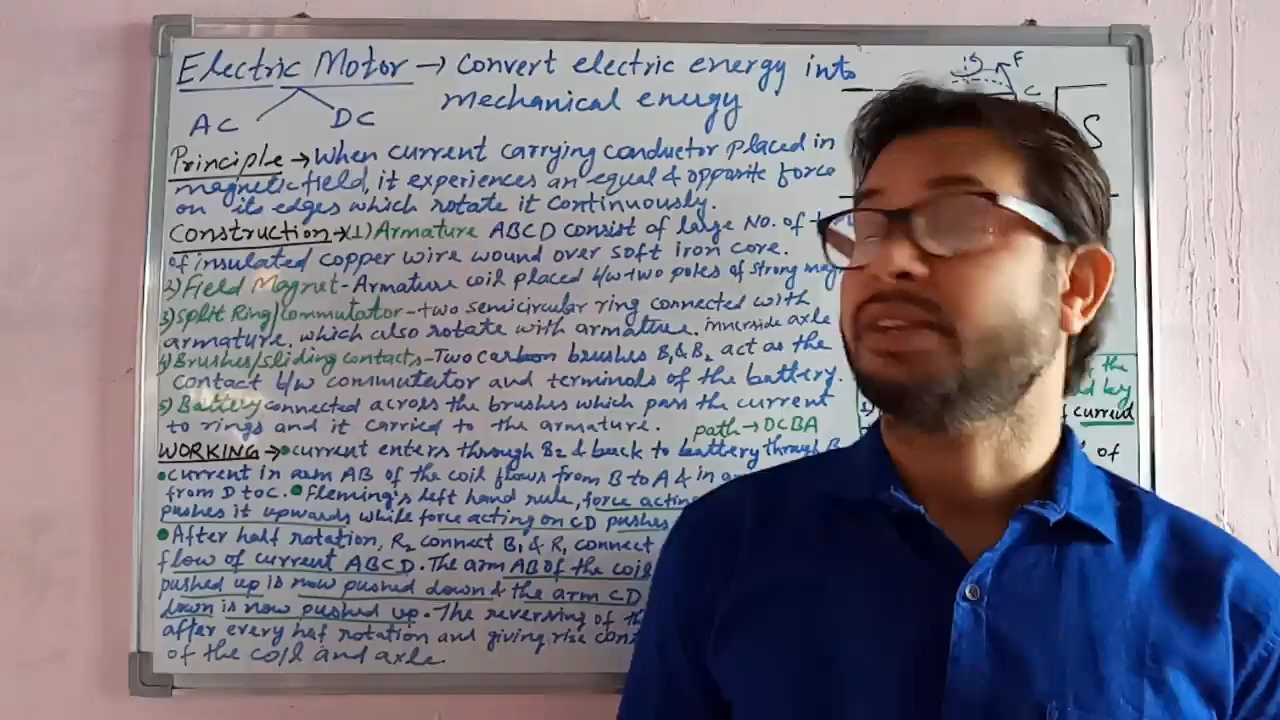 Electric Motor → Convert electric energy into
mechanical energy
AC DC
Principle → When current carrying conductor placed in
magnetic field, it experiences an equal & opposite force
on its edges which rotate it continuously.
Construction → (1) Armature ABCD consist of large No. of
of insulated copper wire wound over soft iron core.
2) Field Magnet - Armature coil placed b/w two poles of strong mag
3) Split Ring/Commutator - two semicircular ring connected with
armature, which also rotate with armature. innerside axle
4) Brushes/sliding contacts - Two carbon brushes B1 & B2 act as the
contact b/w commutator and terminals of the battery.
5) Battery connected across the brushes which pass the current
to rings and it carried to the armature. path → DCBA
WORKING → • current enters through B2 & back to battery through B
• current in arm AB of the coil flows from B to A & in
from D to C. • Fleming's left hand rule, force acting
pushes it upwards while force acting on CD pushes
• After half rotation, R2 connect B1 & R1 connect
flow of current ABCD. The arm AB of the coil
pushed up is now pushed down & the arm CD
down is now pushed up. The reversing of th
after every half rotation and giving rise con
of the coil and axle.
F
C
S
the
key
current
of